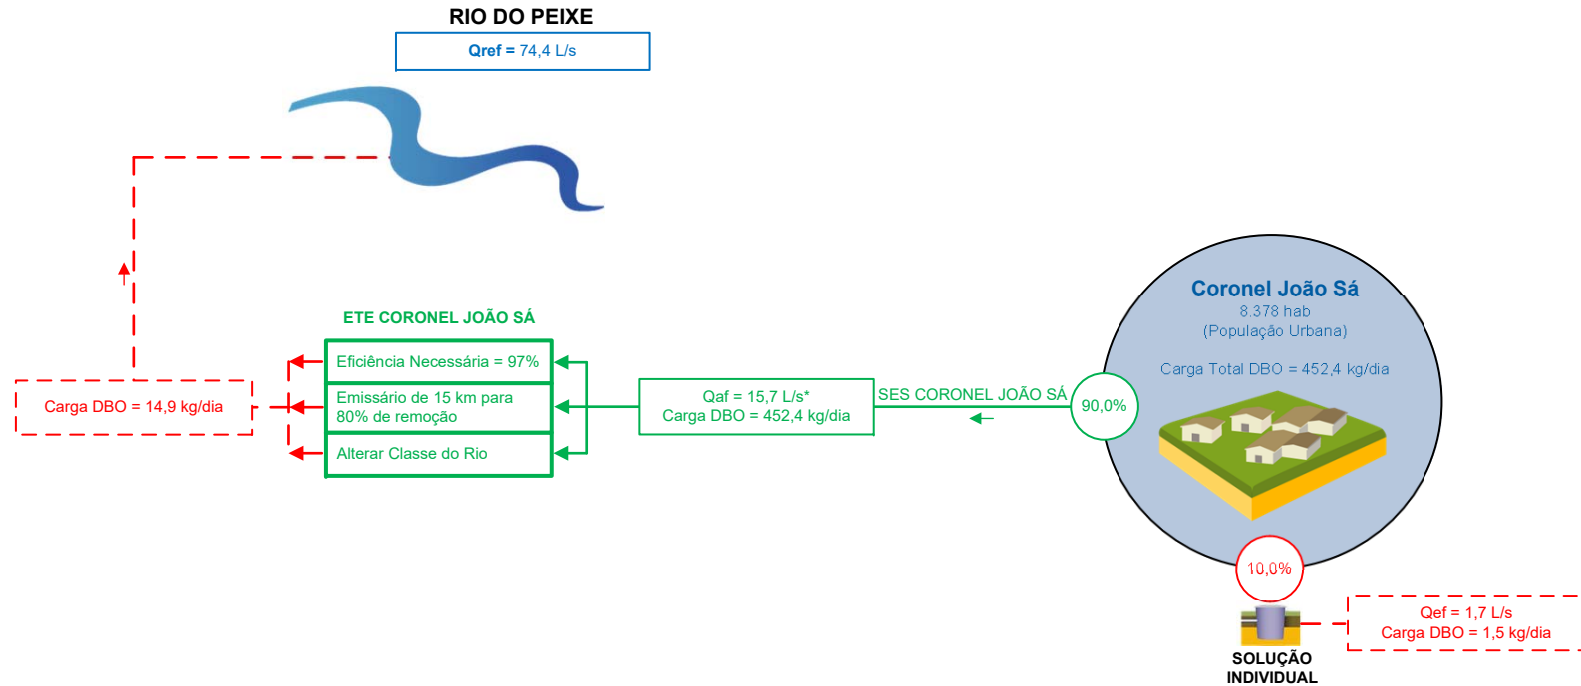 RIO DO PEIXE
Qref = 74,4 L/s
ETE CORONEL JOÃO SÁ
Eficiência Necessária = 97%
Emissário de 15 km para
80% de remoção
Alterar Classe do Rio
Carga DBO = 14,9 kg/dia
Qaf = 15,7 L/s*
Carga DBO = 452,4 kg/dia
SES CORONEL JOÃO SÁ
90,0%
Coronel João Sá
8.378 hab
(População Urbana)
Carga Total DBO = 452,4 kg/dia
10,0%
SOLUÇÃO
INDIVIDUAL
Qef = 1,7 L/s
Carga DBO = 1,5 kg/dia